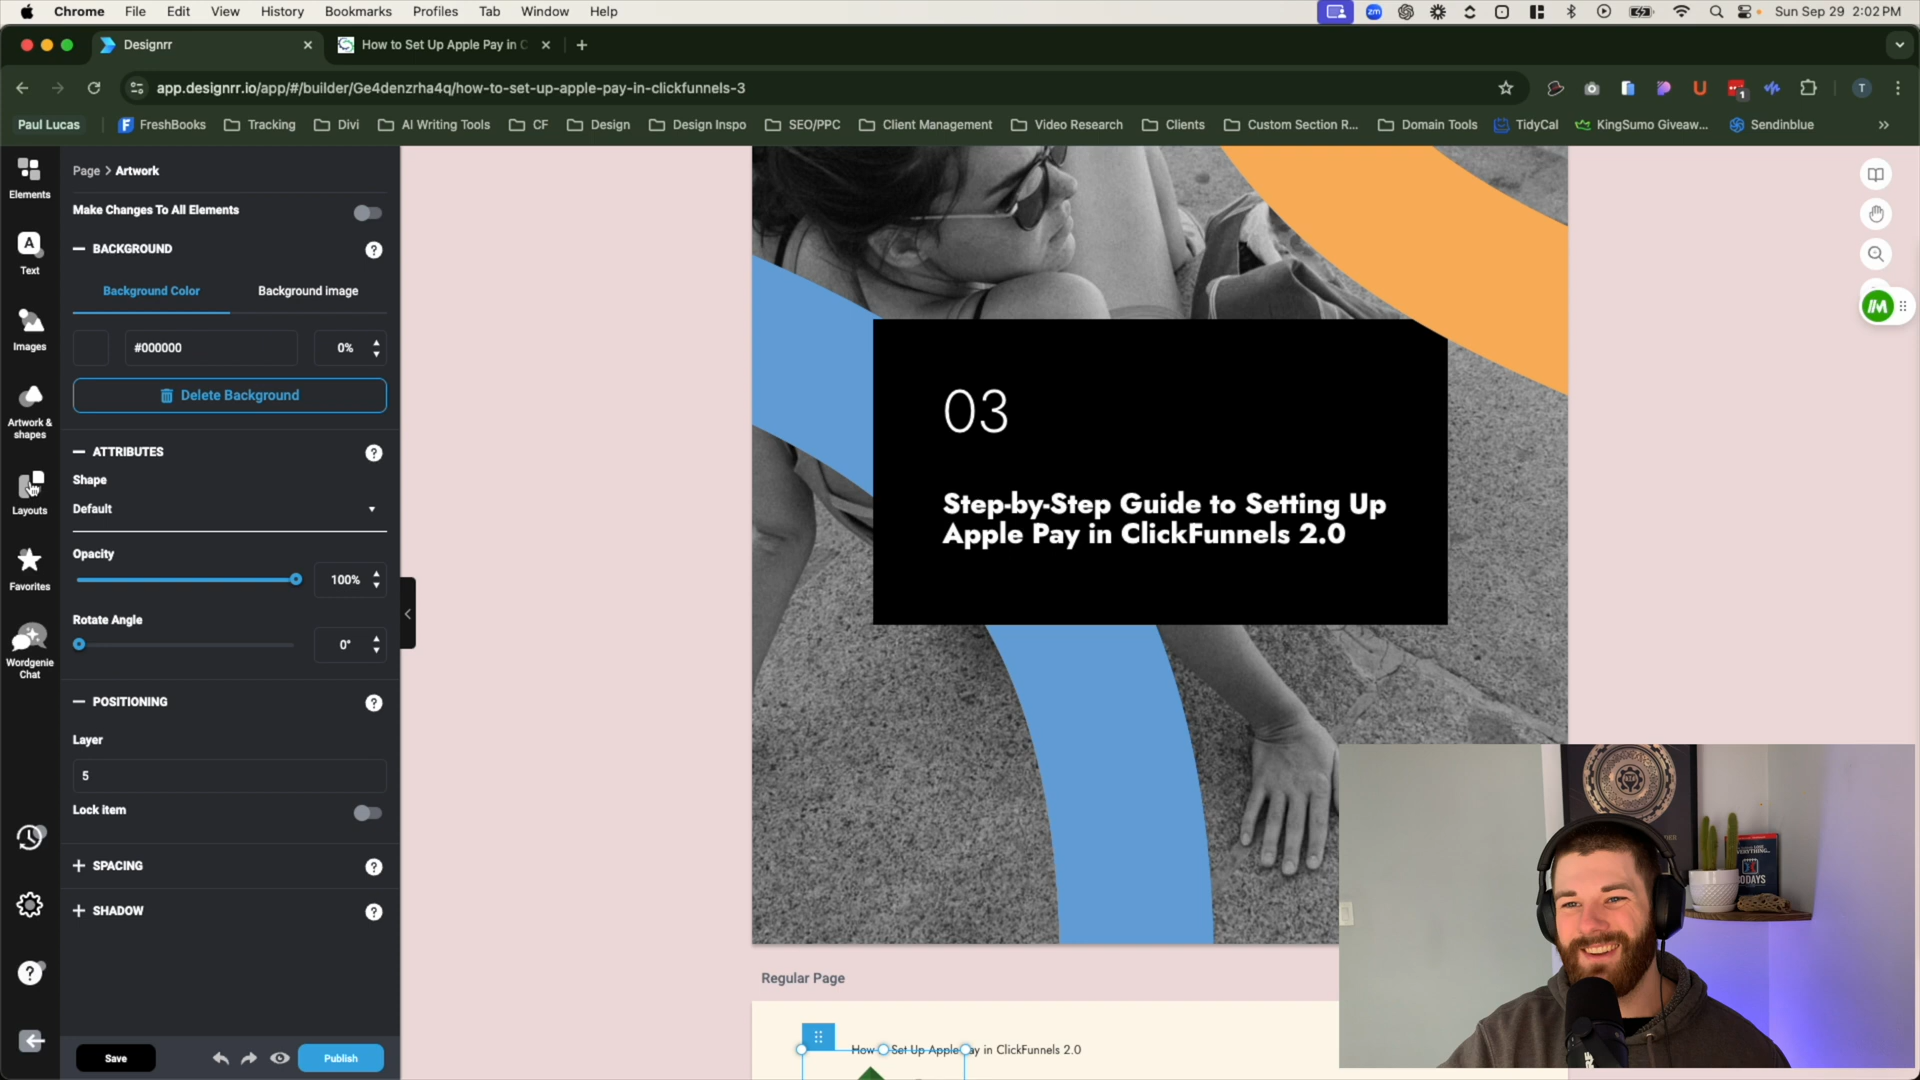 Chrome File Edit View History Bookmarks Profiles Tab Window Help
zm
Sun Sep 29 2:02 PM
Designrr
How to Set Up Apple Pay in C
app.designrr.io/app/#/builder/Ge4denzrha4q/how-to-set-up-apple-pay-in-clickfunnels-3
1
T
Paul Lucas
FreshBooks
Tracking
Divi
AI Writing Tools
CF
Design
Design Inspo
SEO/PPC
Client Management
Video Research
Clients
Custom Section R...
Domain Tools
TidyCal
KingSumo Giveaw...
Sendinblue
Elements
Text
Images
Artwork &
shapes
Layouts
Favorites
Wordgenie
Chat
Page > Artwork
Make Changes To All Elements
BACKGROUND
Background Color
Background image
#000000
0%
Delete Background
ATTRIBUTES
Shape
Default
Opacity
100%
Rotate Angle
0°
POSITIONING
Layer
5
Lock item
SPACING
SHADOW
Save
Publish
03
Step-by-Step Guide to Setting Up
Apple Pay in ClickFunnels 2.0
Regular Page
How Set Up Apple ay in ClickFunnels 2.0
EVERYTHING...
30DAYS